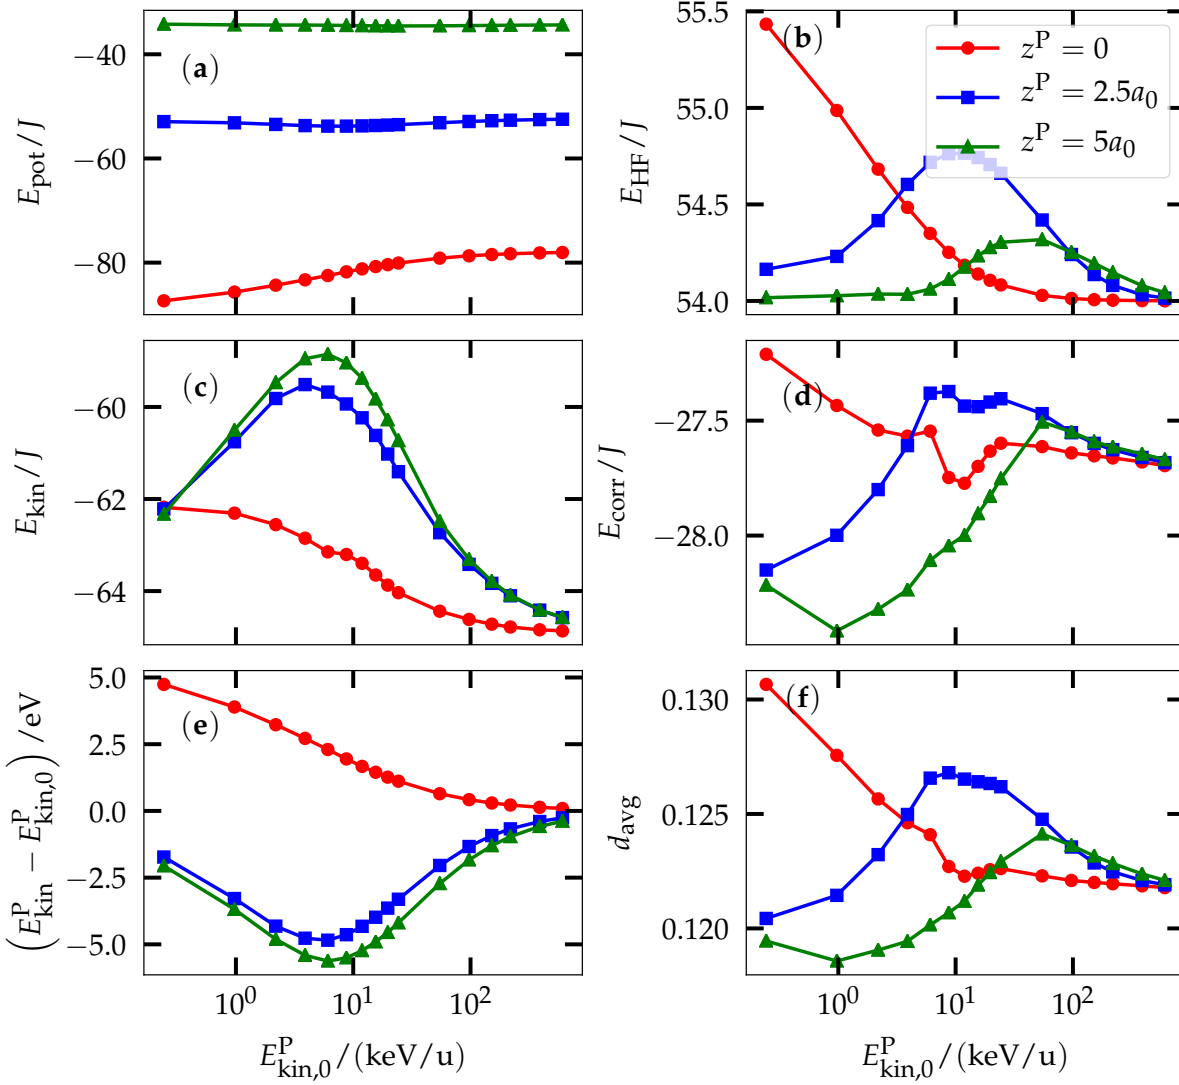 −40
−60
−80
E_pot/J
(a)
55.5
55.0
54.5
54.0
E_HF/J
(b)
z^P = 0
z^P = 2.5a_0
z^P = 5a_0
−60
−62
−64
E_kin/J
(c)
−27.5
−28.0
E_corr/J
(d)
5.0
2.5
0.0
−2.5
−5.0
(E^P_kin − E^P_kin,0) /eV
(e)
10^0
10^1
10^2
E^P_kin,0/(keV/u)
0.130
0.125
0.120
d_avg
(f)
10^0
10^1
10^2
E^P_kin,0/(keV/u)